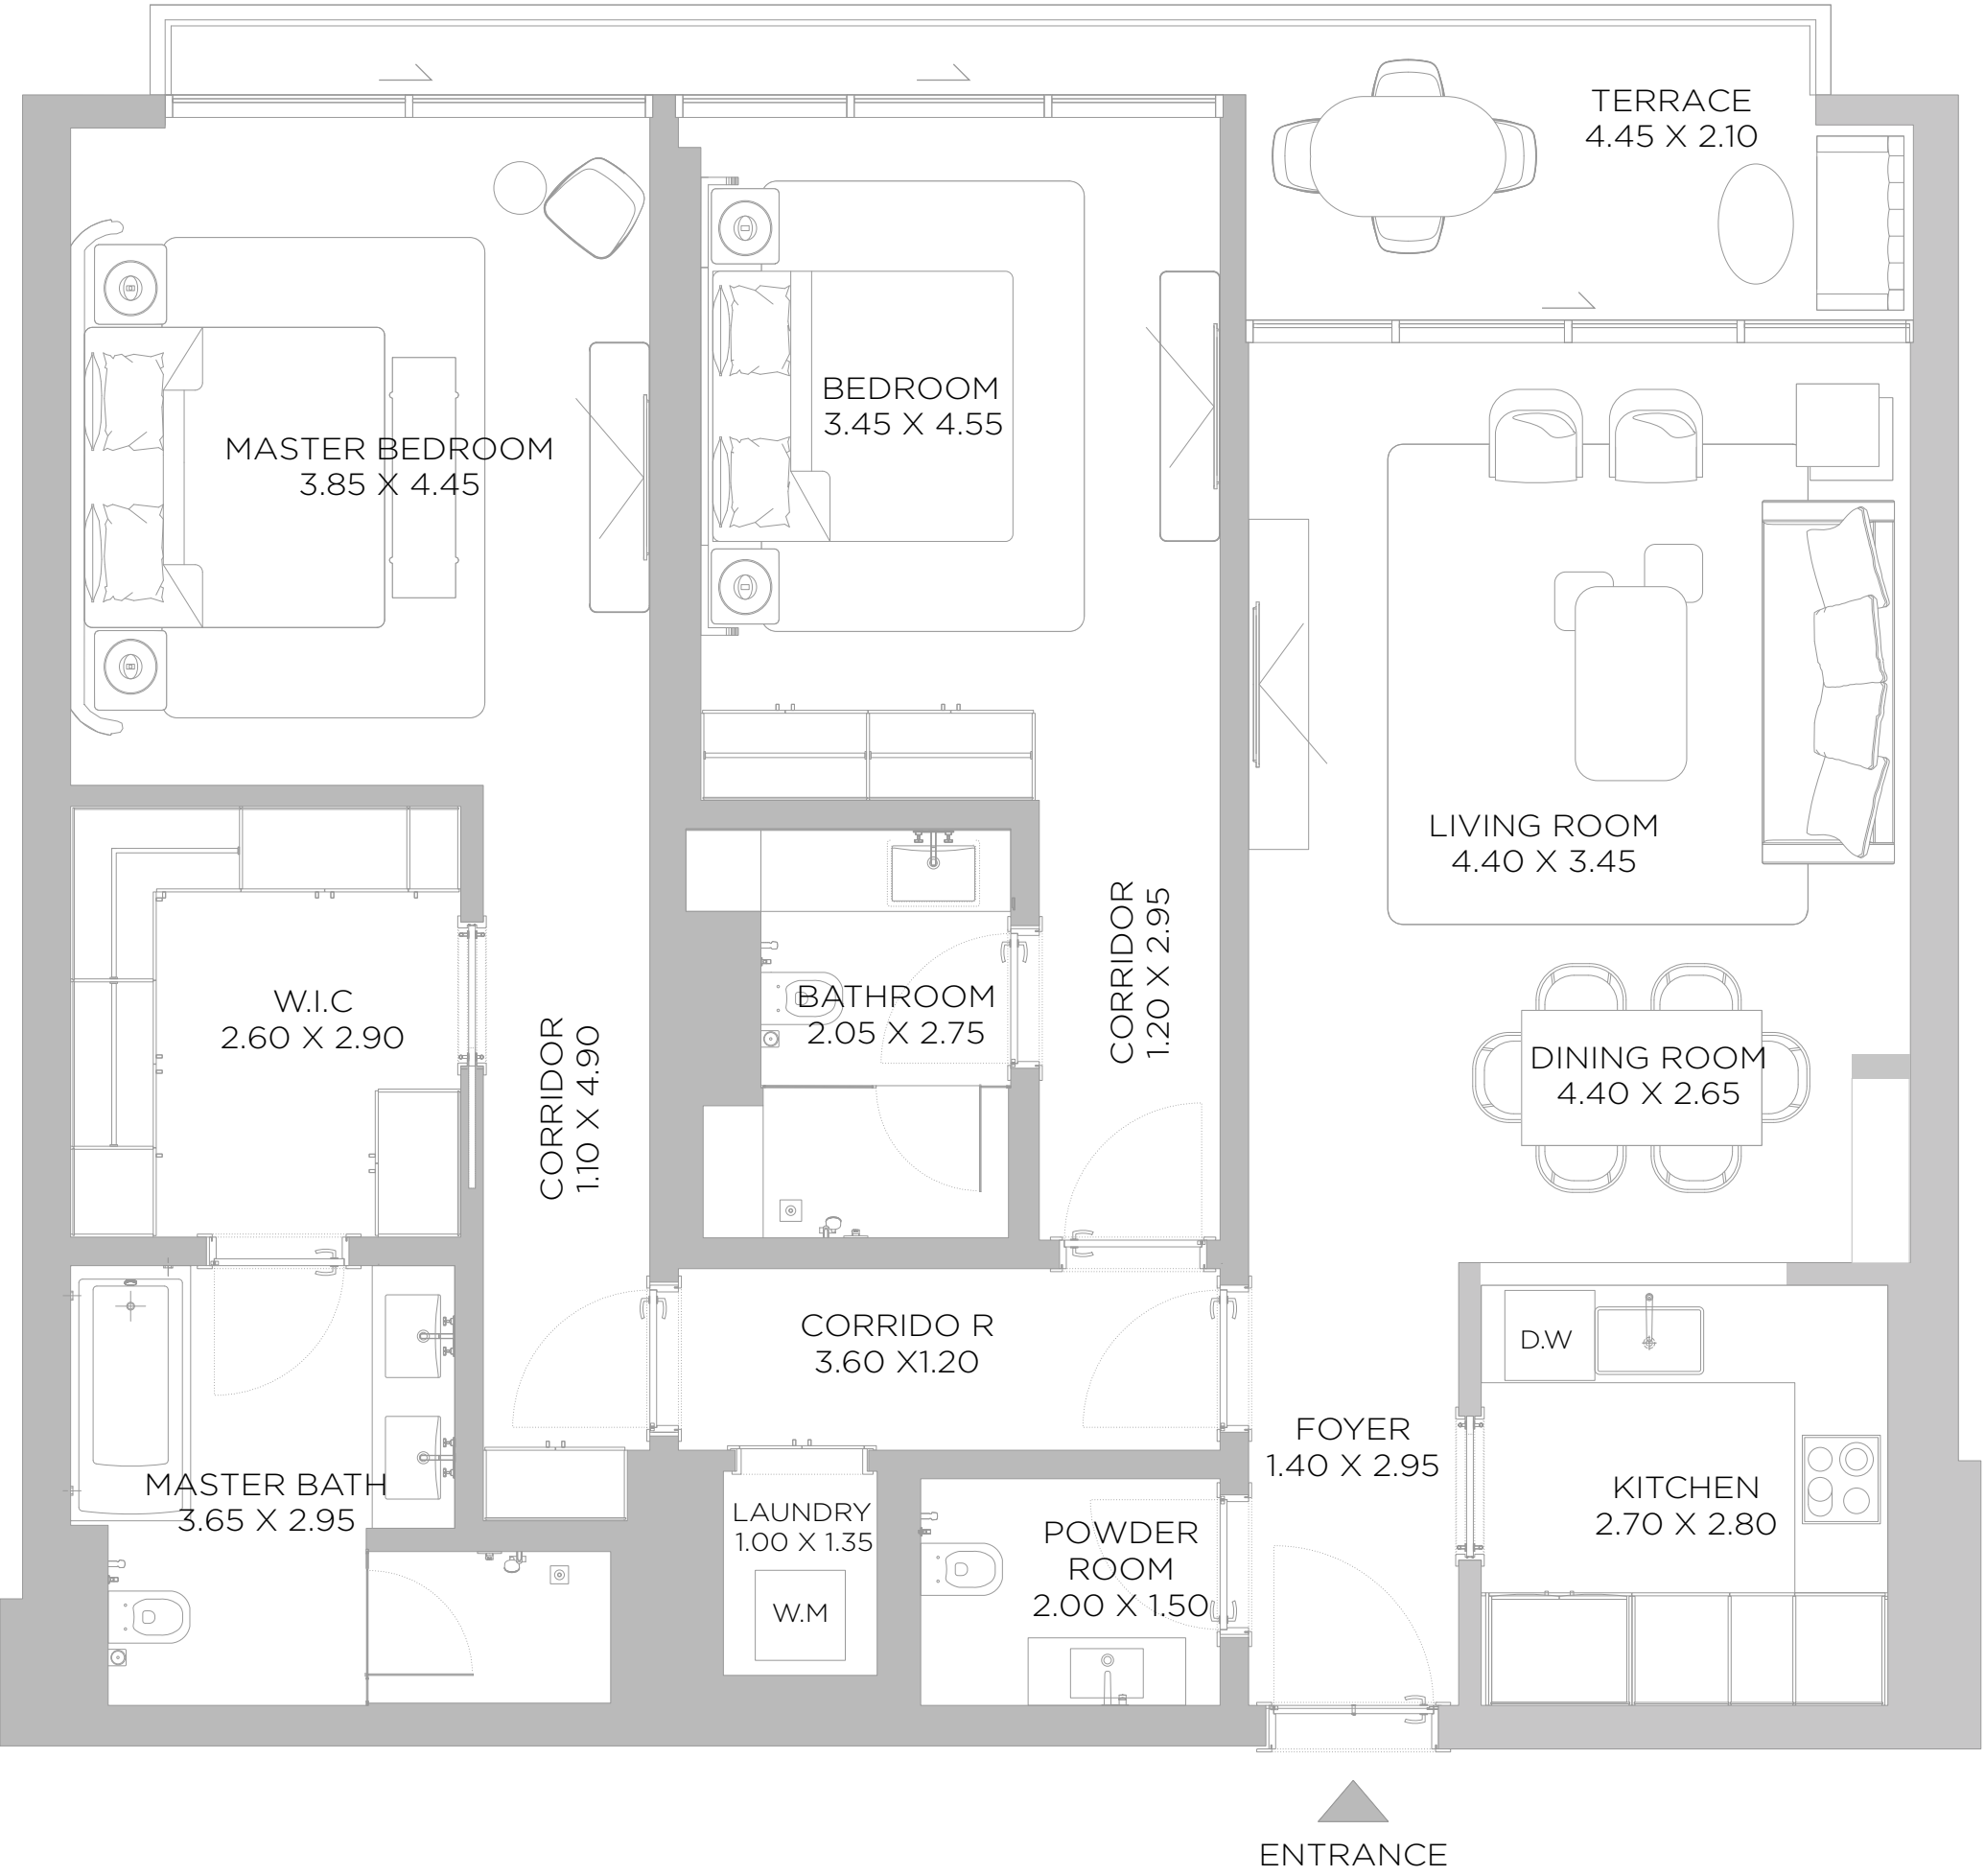 TERRACE
4.45 X 2.10
BEDROOM
3.45 X 4.55
MASTER BEDROOM
3.85 X 4.45
LIVING ROOM
4.40 X 3.45
W.I.C
2.60 X 2.90
CORRIDOR
1.10 X 4.90
BATHROOM
2.05 X 2.75
CORRIDOR
1.20 X 2.95
DINING ROOM
4.40 X 2.65
CORRIDO R
3.60 X1.20
D.W
FOYER
1.40 X 2.95
MASTER BATH
3.65 X 2.95
LAUNDRY
1.00 X 1.35
W.M
POWDER
ROOM
2.00 X 1.50
KITCHEN
2.70 X 2.80
ENTRANCE